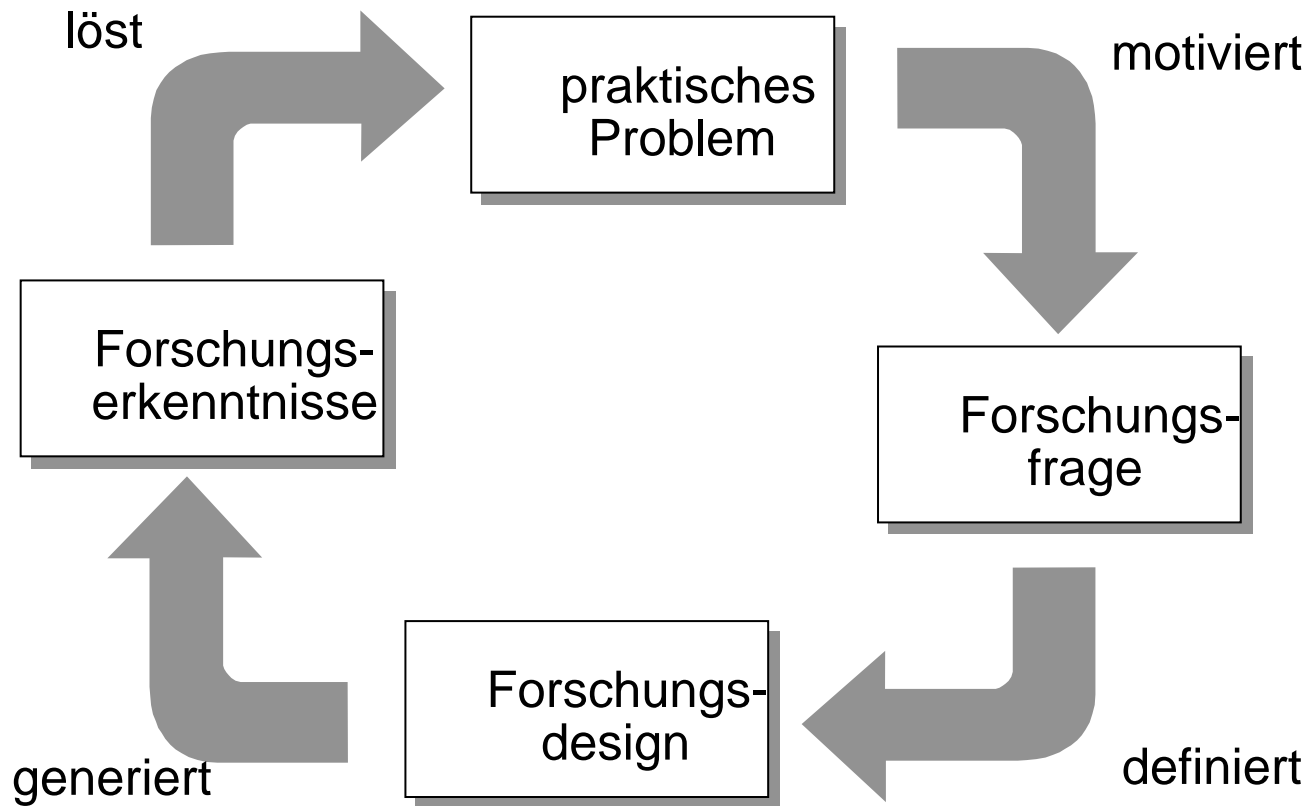 löst
praktisches
Problem
motiviert
Forschungs-
erkenntnisse
Forschungs-
frage
Forschungs-
design
generiert
definiert